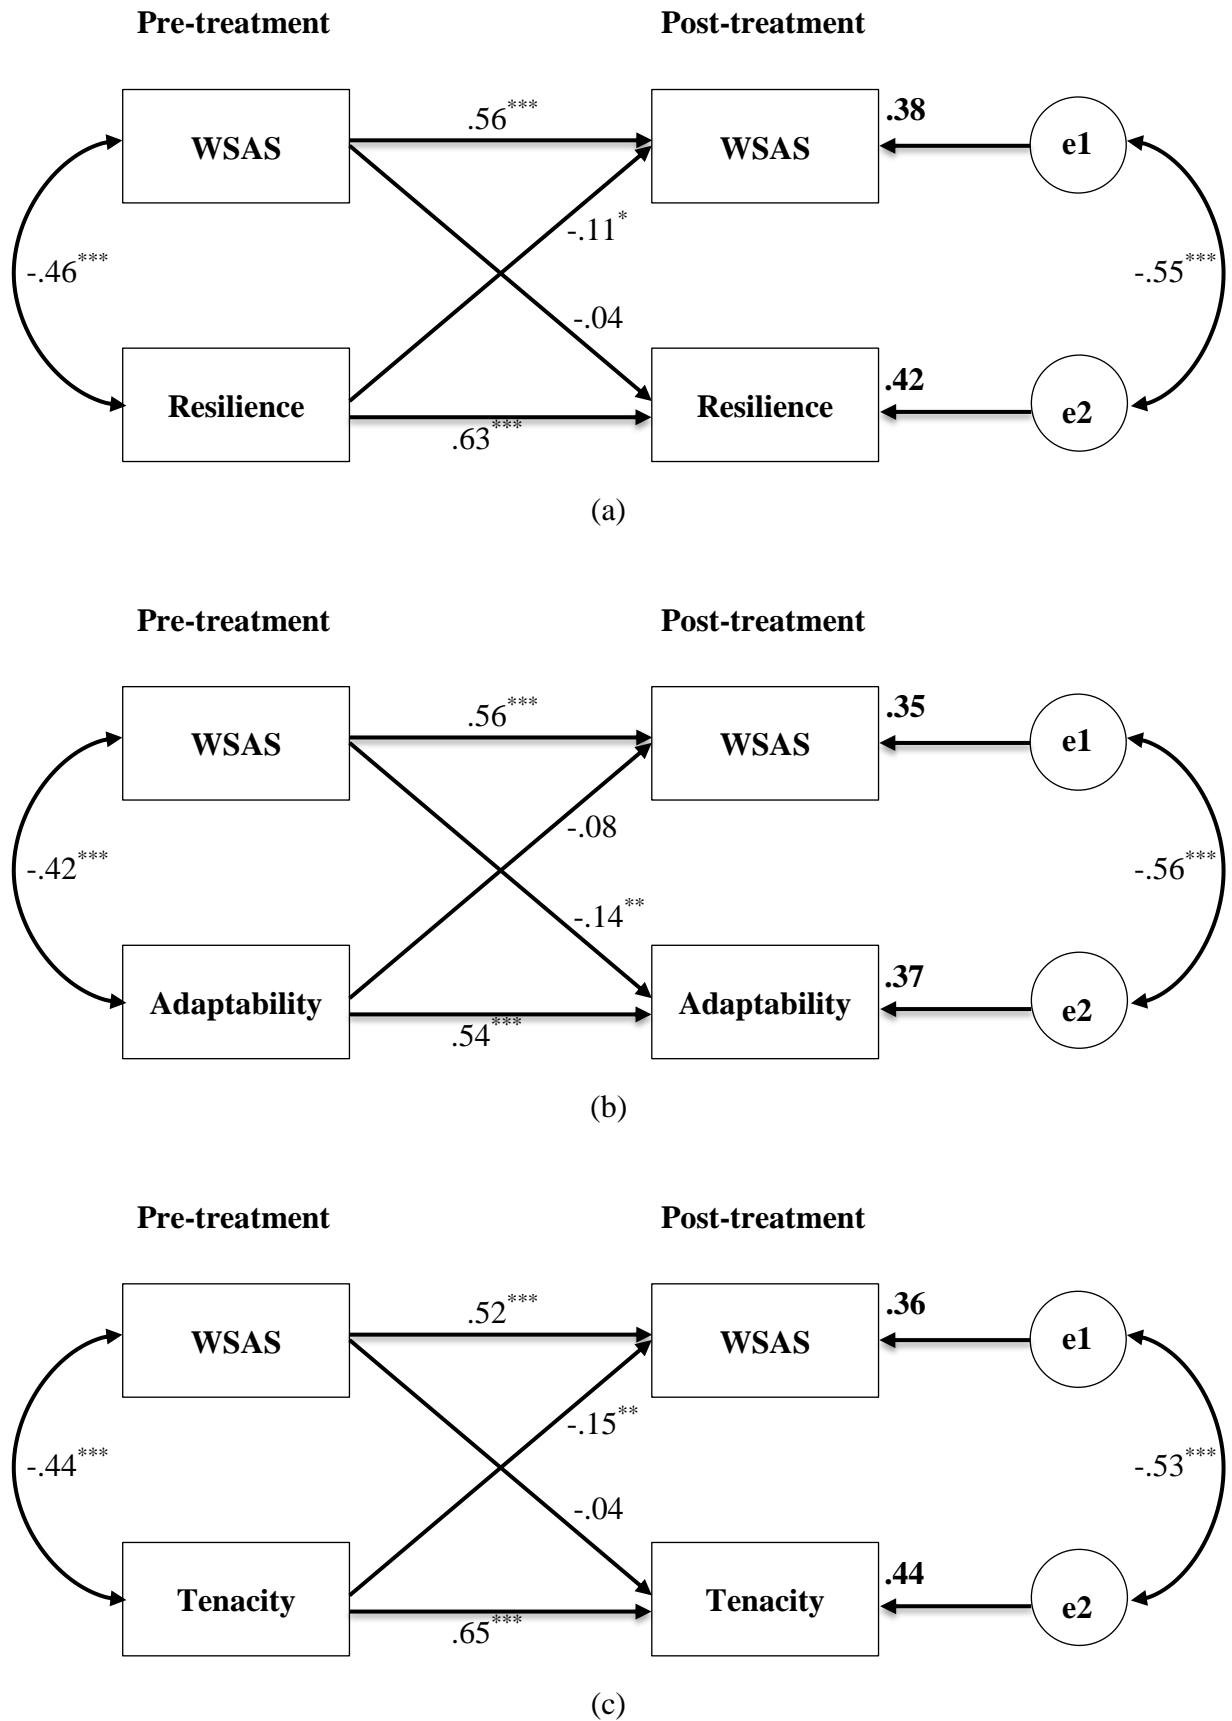 Pre-treatment Post-treatment
WSAS .56*** WSAS .38 e1
-.11*
-.46*** -.55***
-.04
Resilience .63*** Resilience .42 e2
(a)
Pre-treatment Post-treatment
WSAS .56*** WSAS .35 e1
-.08
-.42*** -.56***
-.14**
Adaptability .54*** Adaptability .37 e2
(b)
Pre-treatment Post-treatment
WSAS .52*** WSAS .36 e1
-.15**
-.44*** -.53***
-.04
Tenacity .65*** Tenacity .44 e2
(c)